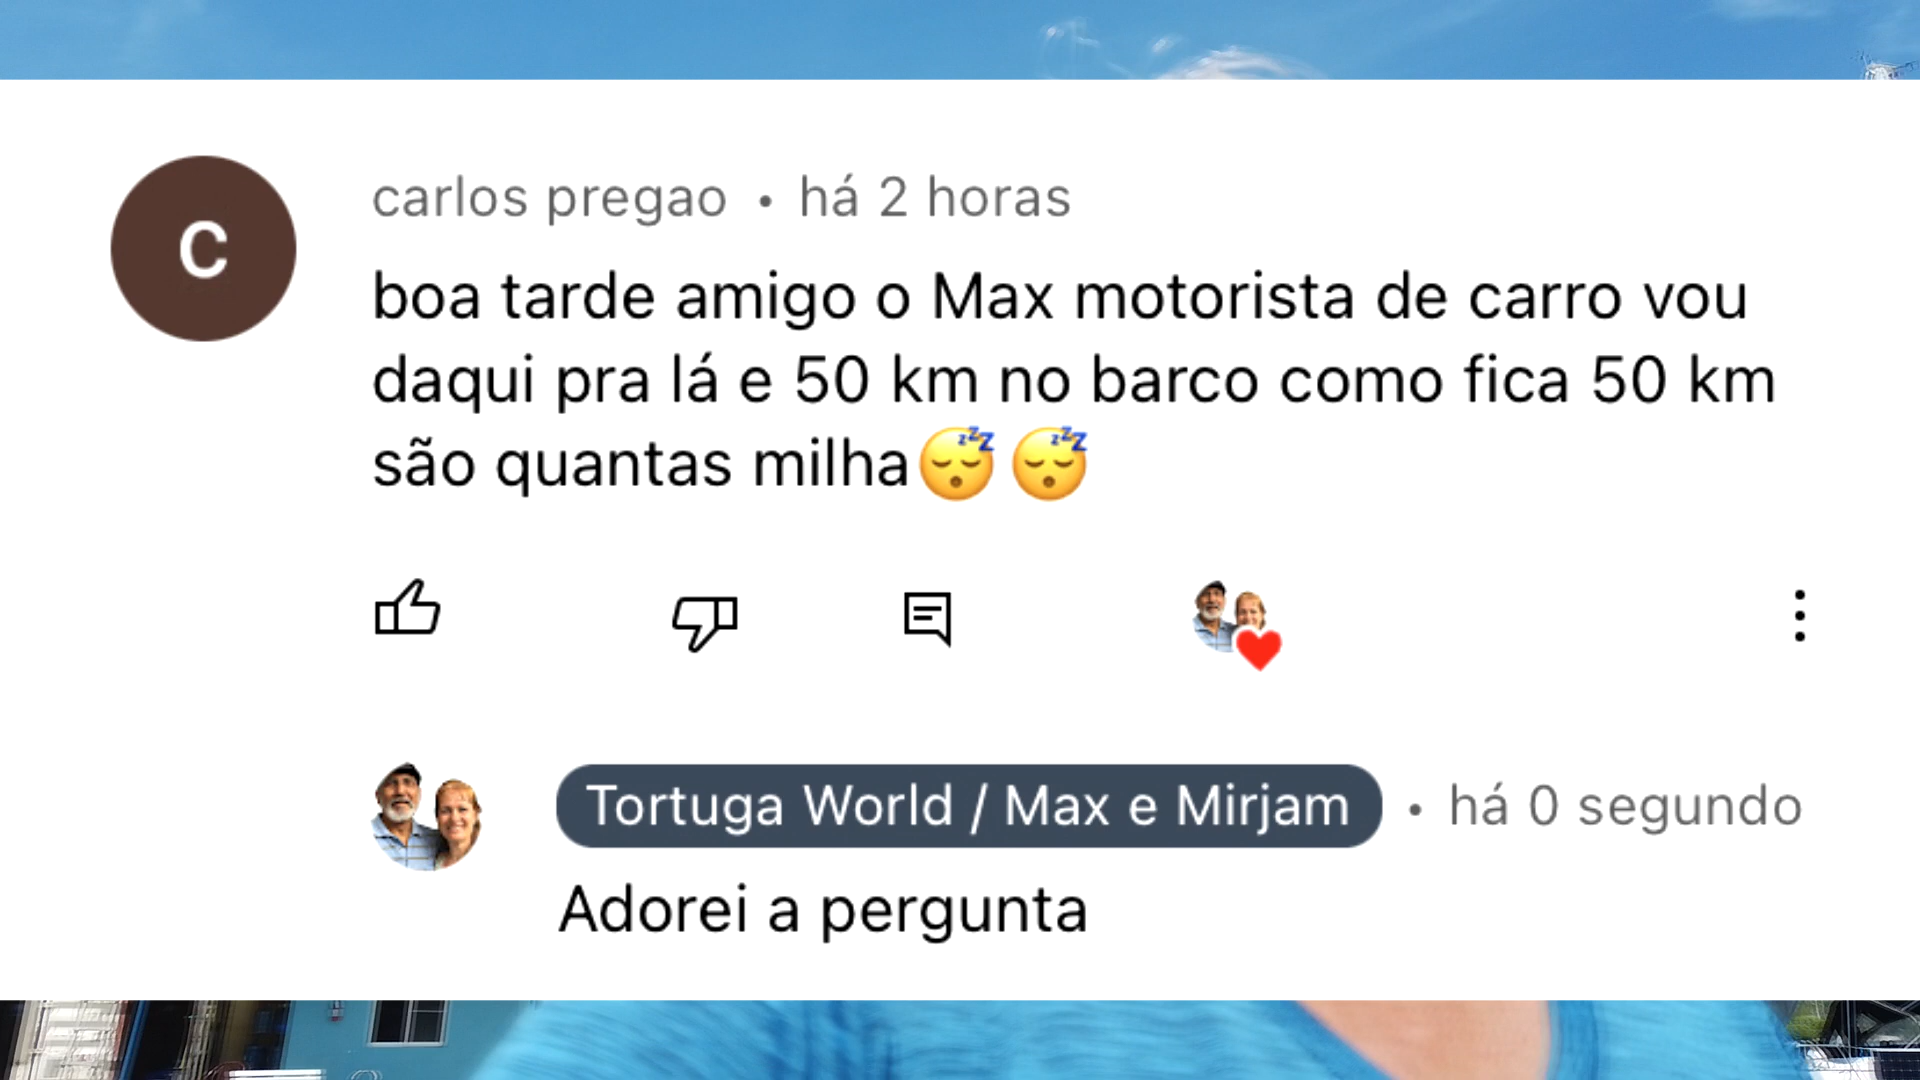 C
carlos pregao • há 2 horas
boa tarde amigo o Max motorista de carro vou
daqui pra lá e 50 km no barco como fica 50 km
são quantas milha😴😴
Tortuga World / Max e Mirjam • há 0 segundo
Adorei a pergunta